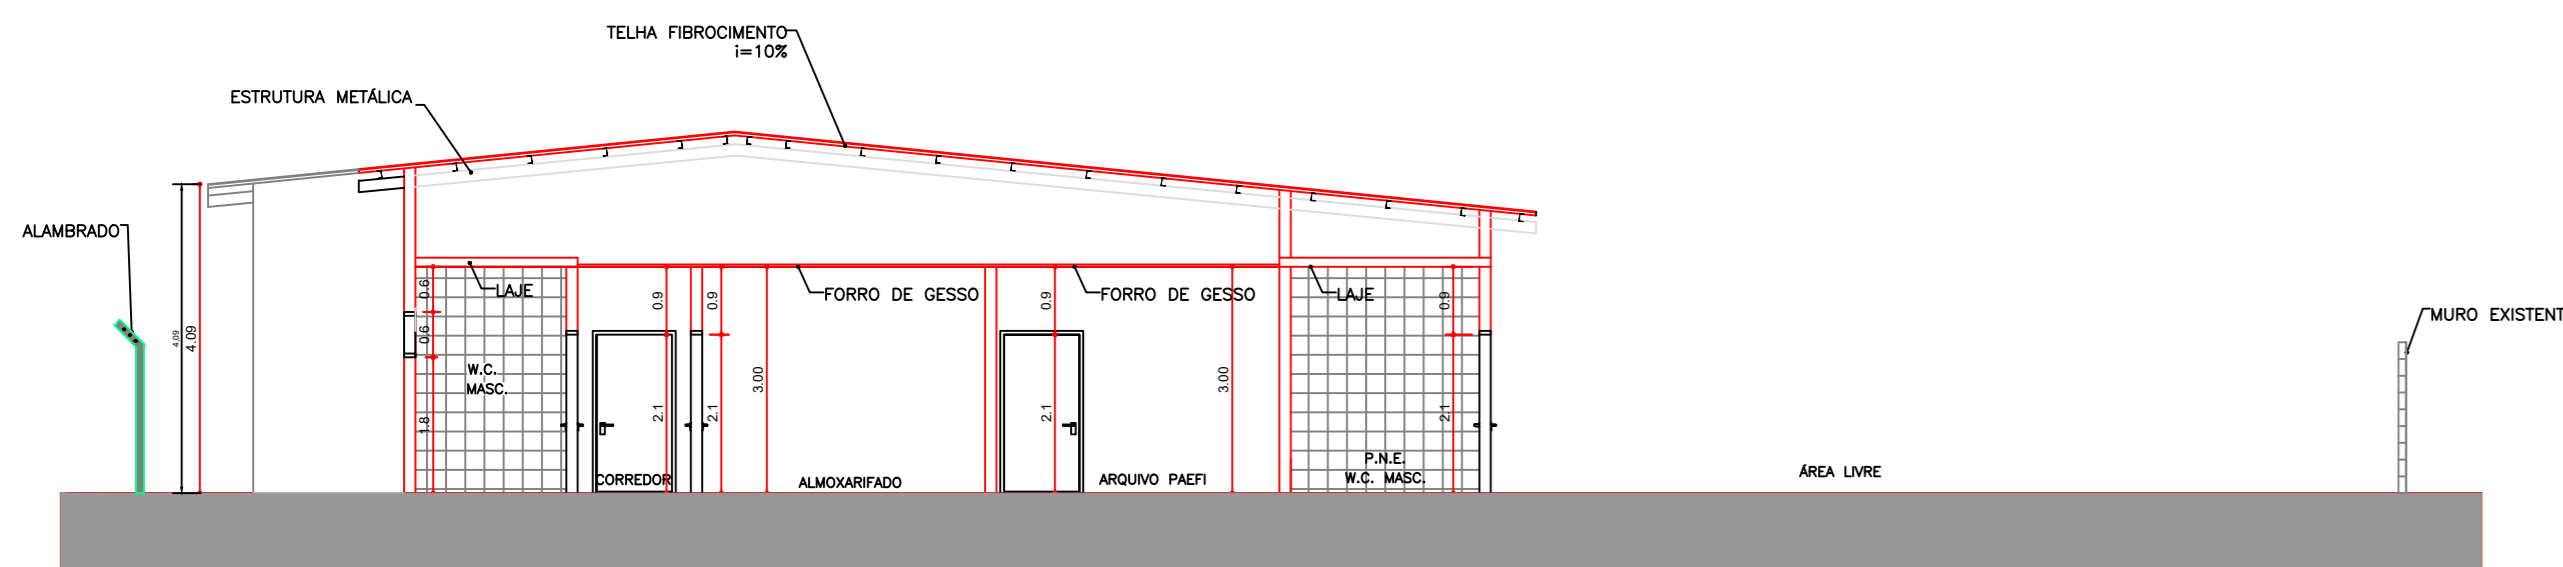 TELHA FIBROCIMENTO
i=10%
ESTRUTURA METÁLICA
ALAMBRADO
4.09
4.09
0.6
0.6
1.8
LAJE
W.C.
MASC.
0.9
2.1
CORREDOR
0.9
2.1
3.00
FORRO DE GESSO
ALMOXARIFADO
0.9
2.1
FORRO DE GESSO
ARQUIVO PAEFI
3.00
LAJE
0.9
2.1
P.N.E.
W.C. MASC.
ÁREA LIVRE
MURO EXISTENT